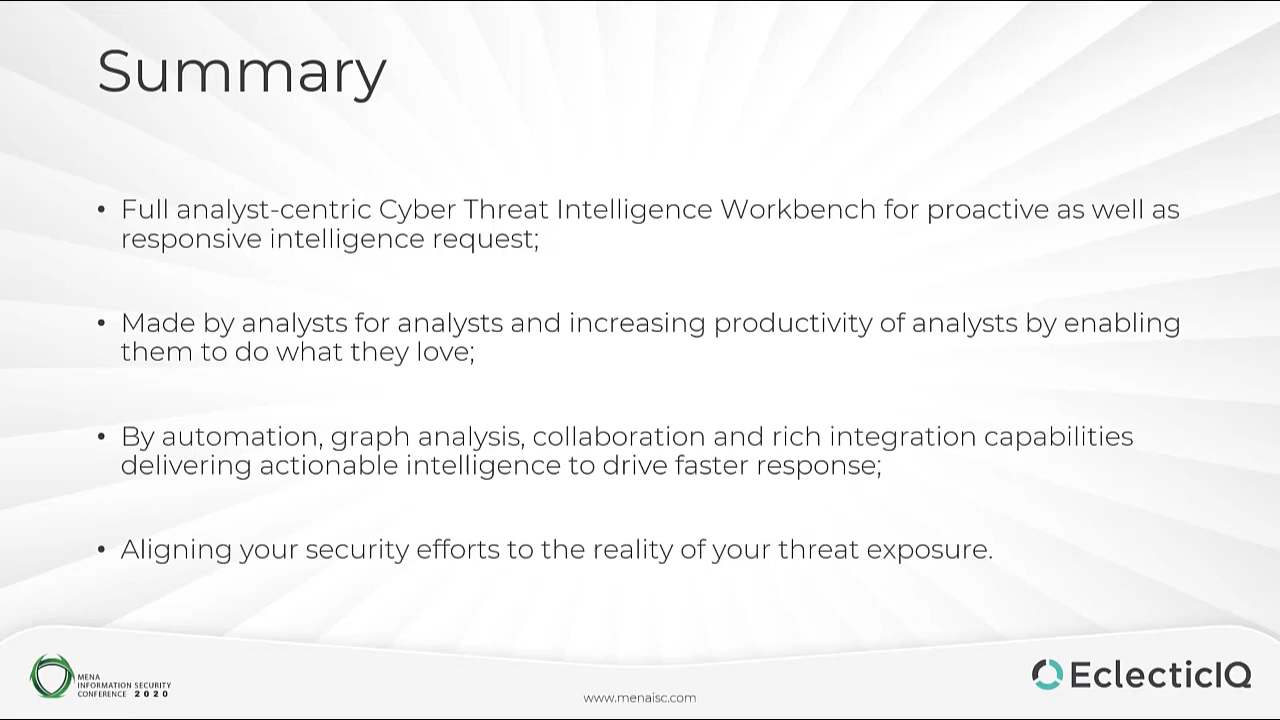 Summary
• Full analyst-centric Cyber Threat Intelligence Workbench for proactive as well as
responsive intelligence request;
• Made by analysts for analysts and increasing productivity of analysts by enabling
them to do what they love;
• By automation, graph analysis, collaboration and rich integration capabilities
delivering actionable intelligence to drive faster response;
• Aligning your security efforts to the reality of your threat exposure.
MENA
INFORMATION SECURITY
CONFERENCE 2020
www.menaisc.com
EclecticIQ